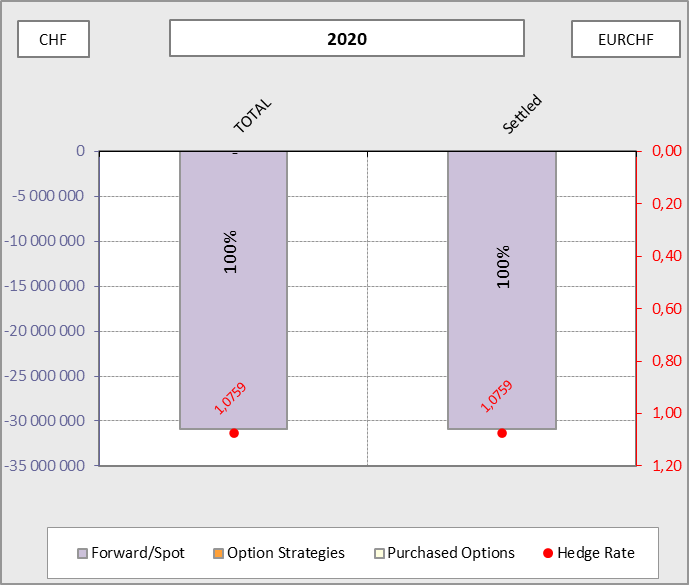 CHF
2020
EURCHF
TOTAL
Settled
0
0,00
-5 000 000
0,20
-10 000 000
0,40
-15 000 000
0,60
-20 000 000
0,80
-25 000 000
-30 000 000
1,00
-35 000 000
1,20
100%
100%
1,0759
1,0759
Forward/Spot Option Strategies Purchased Options Hedge Rate